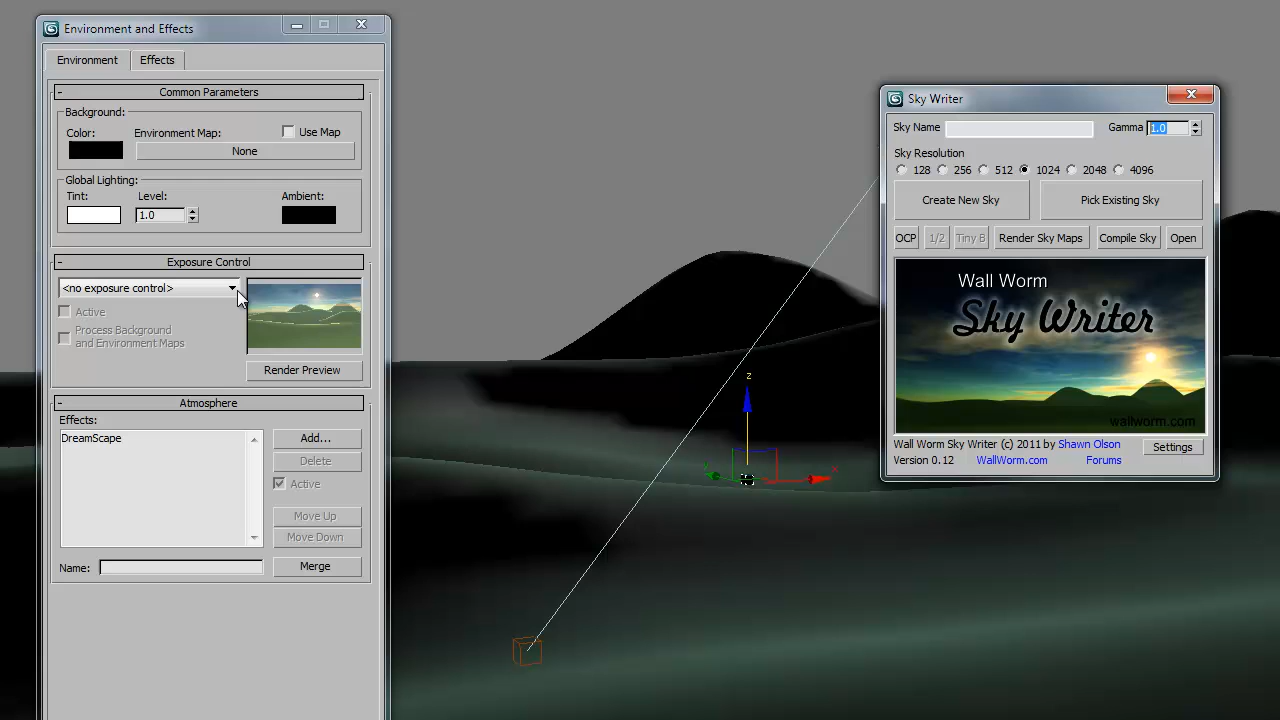 Environment and Effects
Environment
Effects
- Common Parameters
Background:
Color:
Environment Map:
Use Map
None
Global Lighting:
Tint:
Level:
Ambient:
1.0
- Exposure Control
<no exposure control>
Active
Process Background
and Environment Maps
Render Preview
- Atmosphere
Effects:
DreamScape
Add...
Delete
Active
Move Up
Move Down
Name:
Merge
z
y
x
Sky Writer
Sky Name
Gamma
1.0
Sky Resolution
128
256
512
1024
2048
4096
Create New Sky
Pick Existing Sky
OCP
1/2
Tiny B
Render Sky Maps
Compile Sky
Open
Wall Worm
Sky Writer
wallworm.com
Wall Worm Sky Writer (c) 2011 by Shawn Olson
Settings
Version 0.12
WallWorm.com
Forums